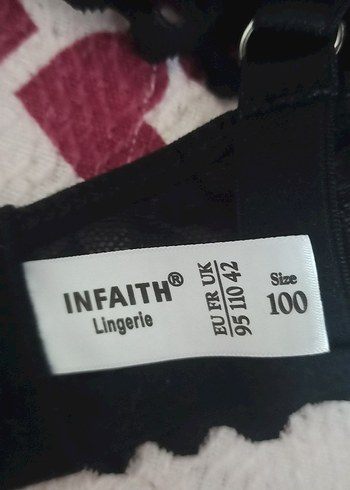 INFAITH®
Lingerie
EU FR UK
95 110 42
Size
100